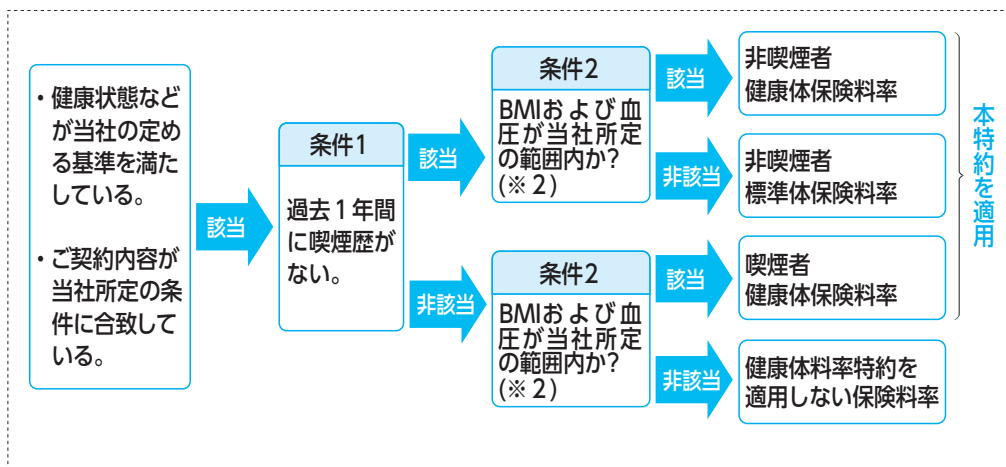 ・健康状態など
が当社の定め
る基準を満た
している。
・ご契約内容が
当社所定の条
件に合致して
いる。
該当
条件1
過去1年間
に喫煙歴が
ない。
該当
条件2
BMIおよび血
圧が当社所定
の範囲内か?
(※2)
該当
非喫煙者
健康体保険料率
非該当
非喫煙者
標準体保険料率
非該当
条件2
BMIおよび血
圧が当社所定
の範囲内か?
(※2)
該当
喫煙者
健康体保険料率
非該当
健康体料率特約を
適用しない保険料率
本特約を適用